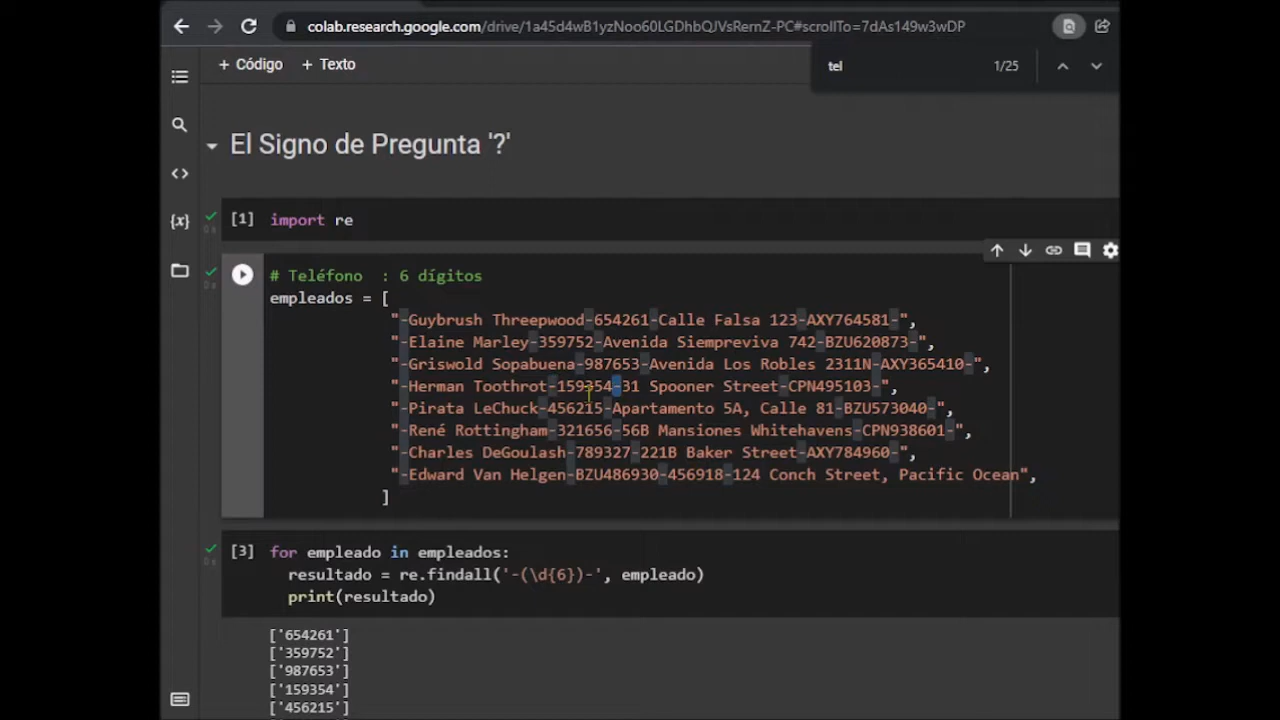 colab.research.google.com/drive/1a45d4wB1yzNoo60LGDhbQJVsRernZ-PC#scrollTo=7dAs149w3wDP
tel 1/25
+ Código + Texto
El Signo de Pregunta '?'
[1] import re
# Teléfono : 6 dígitos
empleados = [
"-Guybrush Threepwood-654261-Calle Falsa 123-AXY764581-",
"-Elaine Marley-359752-Avenida Siempreviva 742-BZU620873-",
"-Griswold Sopabuena-987653-Avenida Los Robles 2311N-AXY365410-",
"-Herman Toothrot-159354-31 Spooner Street-CPN495103-",
"-Pirata LeChuck-456215-Apartamento 5A, Calle 81-BZU573040-",
"-René Rottingham-321656-56B Mansiones Whitehavens-CPN938601-",
"-Charles DeGoulash-789327-221B Baker Street-AXY784960-",
"-Edward Van Helgen-BZU486930-456918-124 Conch Street, Pacific Ocean",
]
[3] for empleado in empleados:
resultado = re.findall('-(\d{6})-', empleado)
print(resultado)
['654261']
['359752']
['987653']
['159354']
['456215']